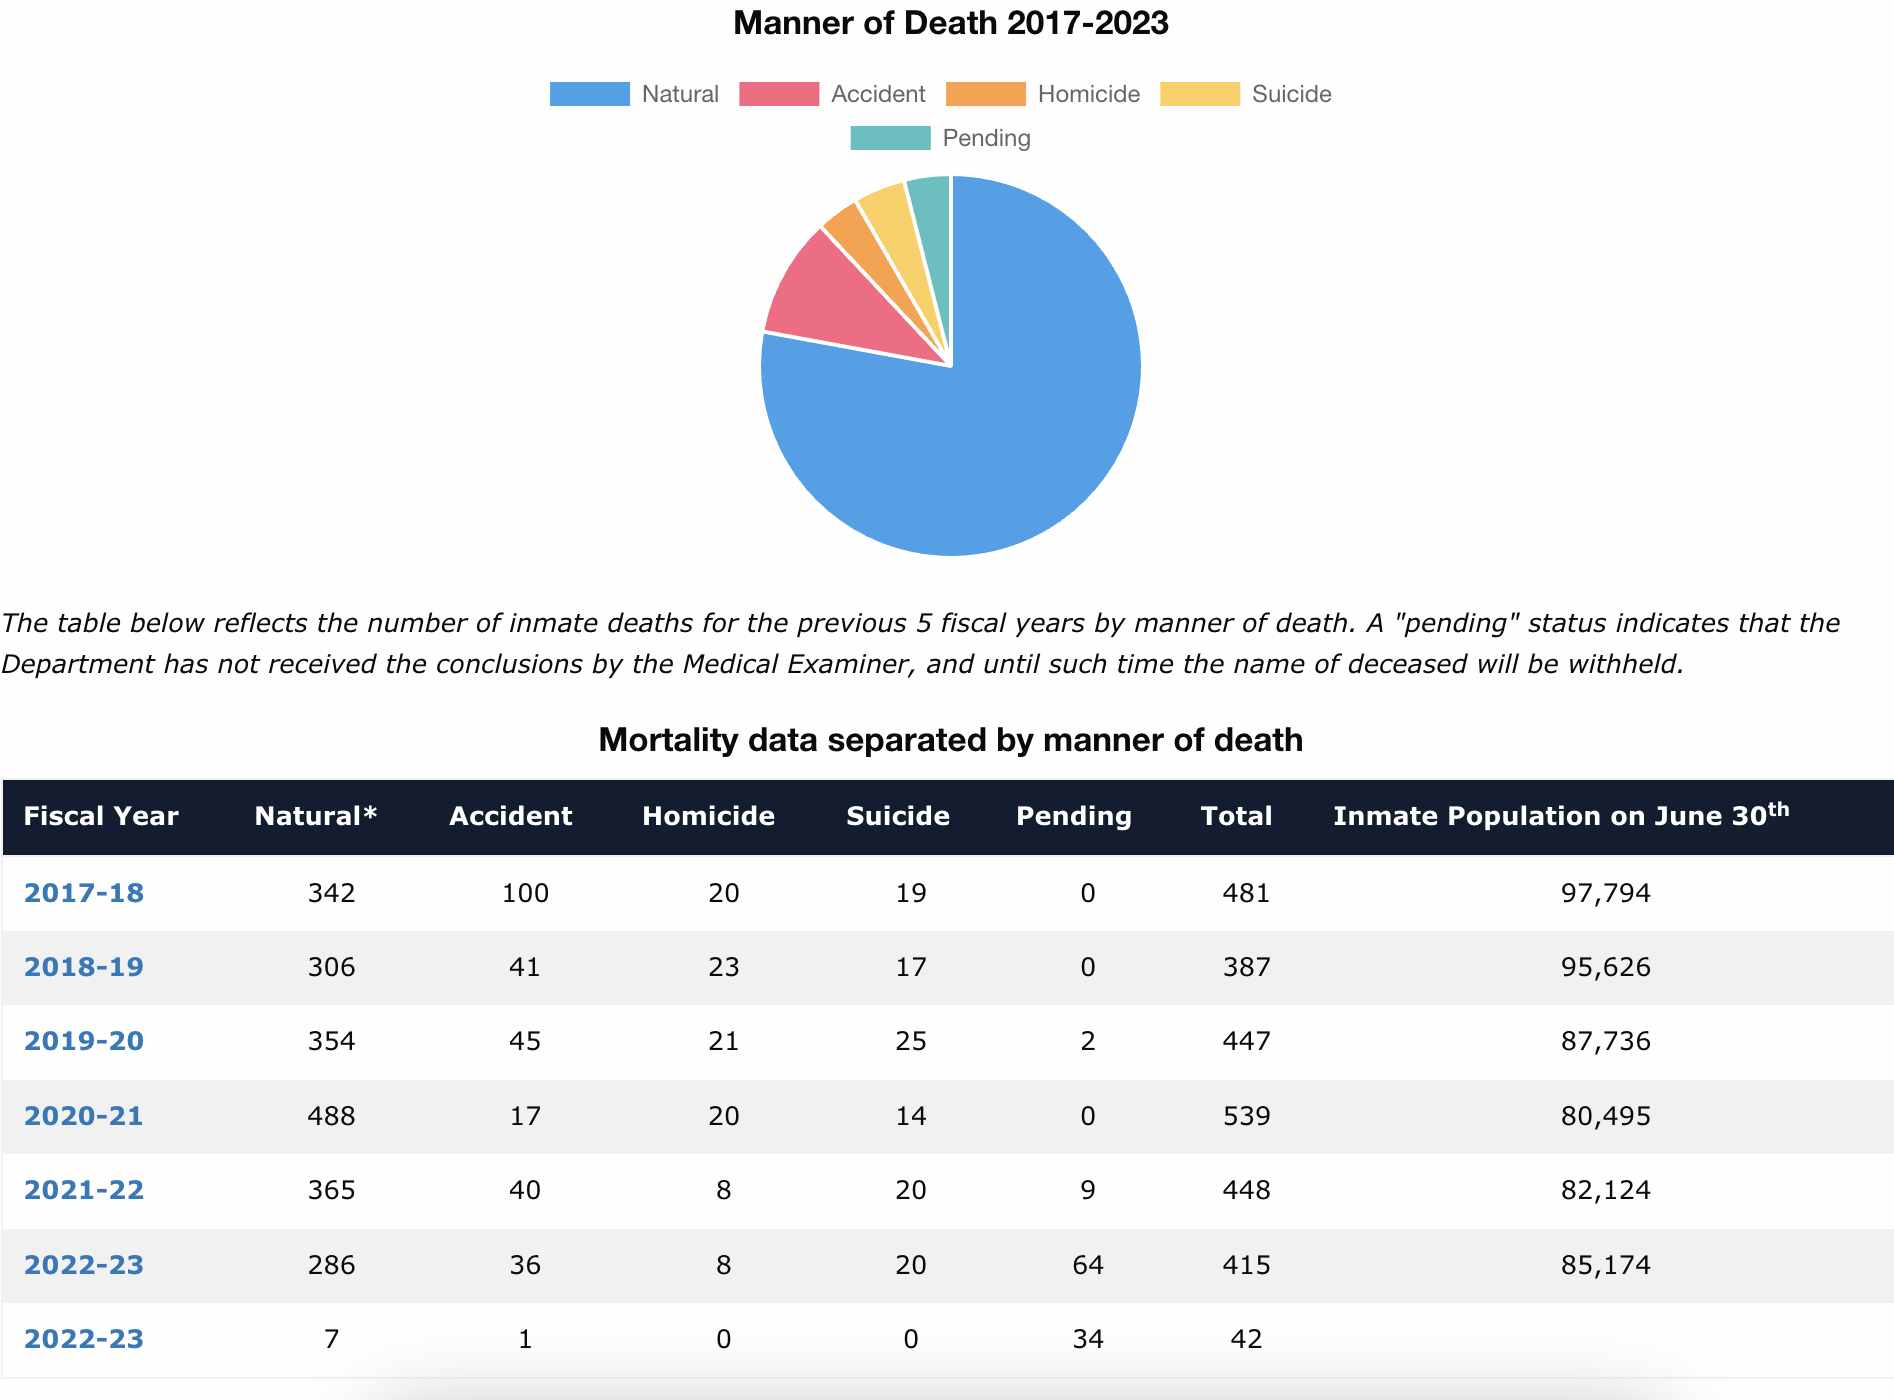 Manner of Death 2017-2023
Natural Accident Homicide Suicide
Pending
The table below reflects the number of inmate deaths for the previous 5 fiscal years by manner of death. A "pending" status indicates that the
Department has not received the conclusions by the Medical Examiner, and until such time the name of deceased will be withheld.
Mortality data separated by manner of death
Fiscal Year Natural* Accident Homicide Suicide Pending Total Inmate Population on June 30th
2017-18 342 100 20 19 0 481 97,794
2018-19 306 41 23 17 0 387 95,626
2019-20 354 45 21 25 2 447 87,736
2020-21 488 17 20 14 0 539 80,495
2021-22 365 40 8 20 9 448 82,124
2022-23 286 36 8 20 64 415 85,174
2022-23 7 1 0 0 34 42